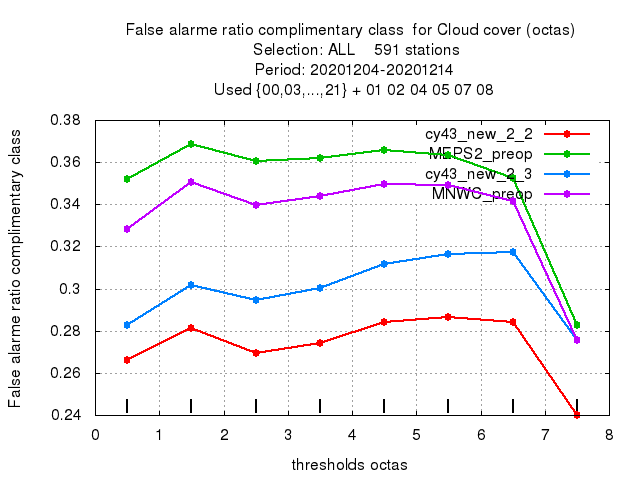 False alarme ratio complimentary class  for Cloud cover (octas)
Selection: ALL    591 stations
Period: 20201204-20201214
Used {00,03,...,21} + 01 02 04 05 07 08
0.38
0.36
0.34
0.32
0.3
0.28
0.26
0.24
False alarme ratio complimentary class
cy43_new_2_2
MEPS2_preop
cy43_new_2_3
MNWC_preop
0 1 2 3 4 5 6 7 8
thresholds octas